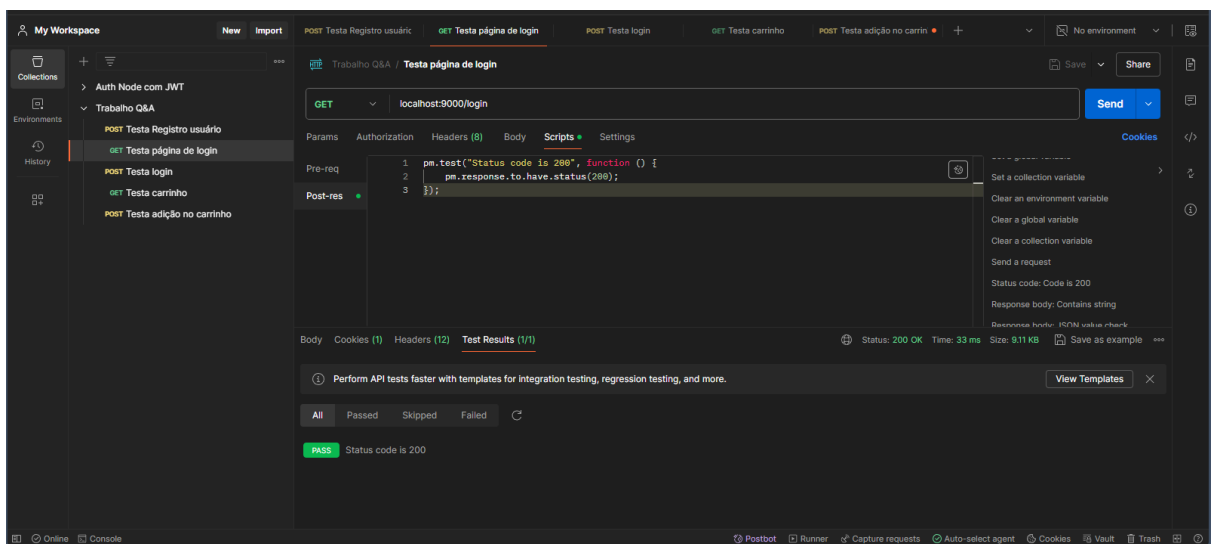 My Workspace New Import POST Testa Registro usuáric GET Testa página de login POST Testa login GET Testa carrinho POST Testa adição no carrin No environment
Collections
Environments
History
Auth Node com JWT
Trabalho Q&A
POST Testa Registro usuário
GET Testa página de login
POST Testa login
GET Testa carrinho
POST Testa adição no carrinho
HTTP Trabalho Q&A / Testa página de login Save Share
GET localhost:9000/login Send
Params Authorization Headers (8) Body Scripts Settings Cookies
Pre-req
Post-res
1 pm.test("Status code is 200", function () {
2 pm.response.to.have.status(200);
3 });
Set a collection variable
Clear an environment variable
Clear a global variable
Clear a collection variable
Send a request
Status code: Code is 200
Response body: Contains string
Response body: JSON value check
Body Cookies (1) Headers (12) Test Results (1/1) Status: 200 OK Time: 33 ms Size: 9.11 KB Save as example
Perform API tests faster with templates for integration testing, regression testing, and more. View Templates
All Passed Skipped Failed
PASS Status code is 200
Online Console Postbot Runner Capture requests Auto-select agent Cookies Vault Trash